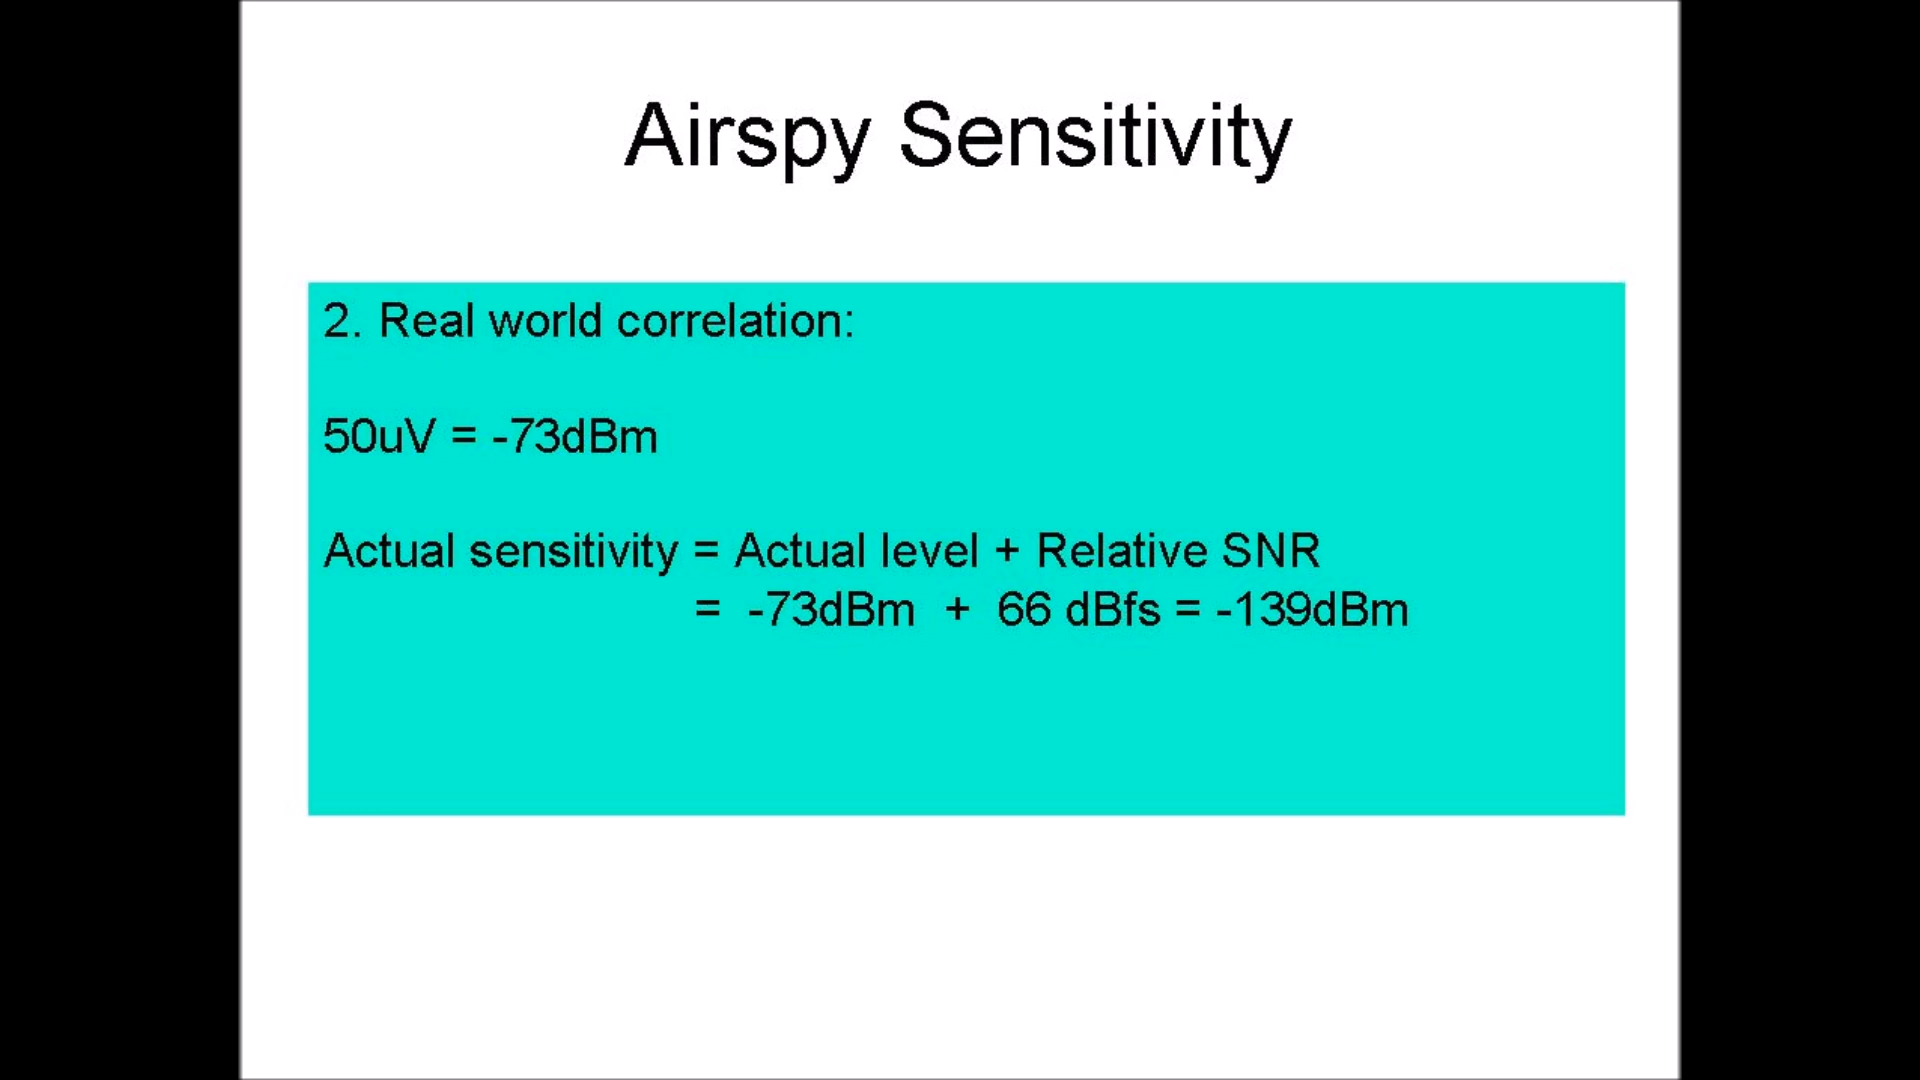 Airspy Sensitivity
2. Real world correlation:
50uV = -73dBm
Actual sensitivity = Actual level + Relative SNR
= -73dBm + 66 dBfs = -139dBm